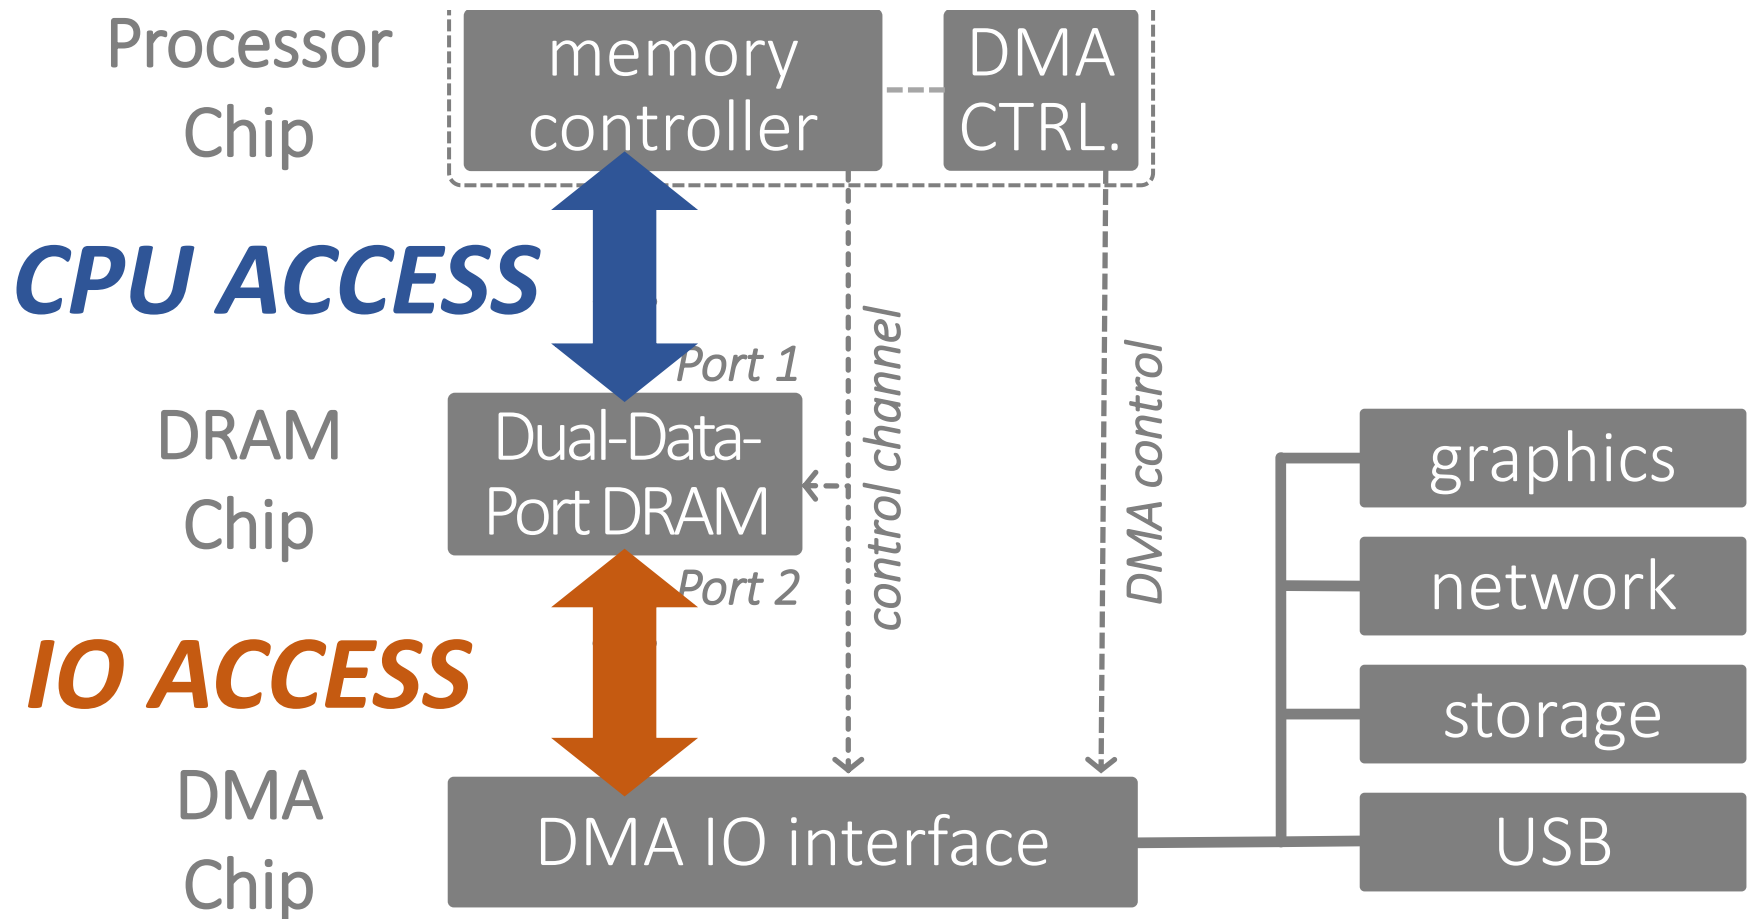 Processor
Chip
memory
controller
DMA
CTRL.
CPU ACCESS
Port 1
control channel
DMA control
DRAM
Chip
Dual-Data-
Port DRAM
Port 2
IO ACCESS
DMA
Chip
DMA IO interface
graphics
network
storage
USB